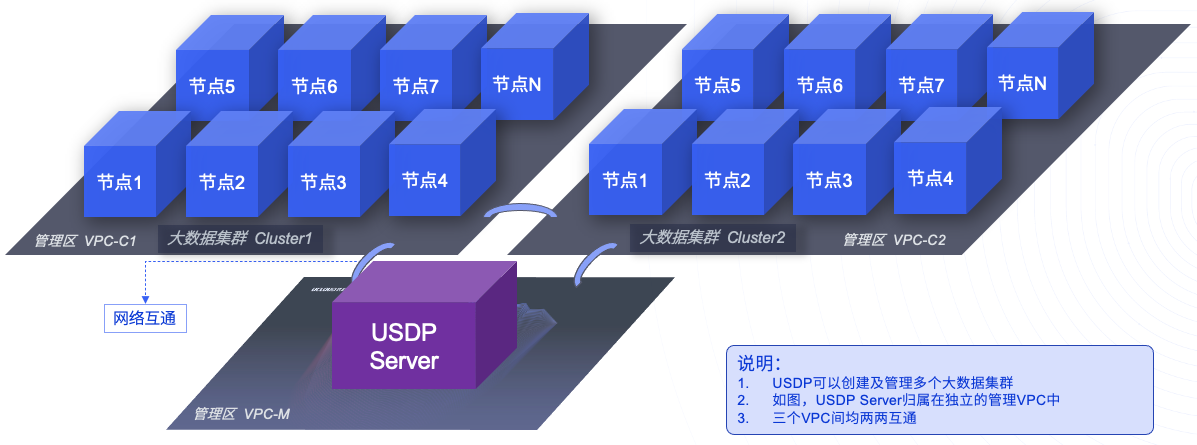 节点5
节点6
节点7
节点N
节点1
节点2
节点3
节点4
管理区 VPC-C1
大数据集群 Cluster1
节点5
节点6
节点7
节点N
节点1
节点2
节点3
节点4
大数据集群 Cluster2
管理区 VPC-C2
网络互通
USDP
Server
管理区 VPC-M
说明：
1. USDP可以创建及管理多个大数据集群
2. 如图，USDP Server归属在独立的管理VPC中
3. 三个VPC间均两两互通